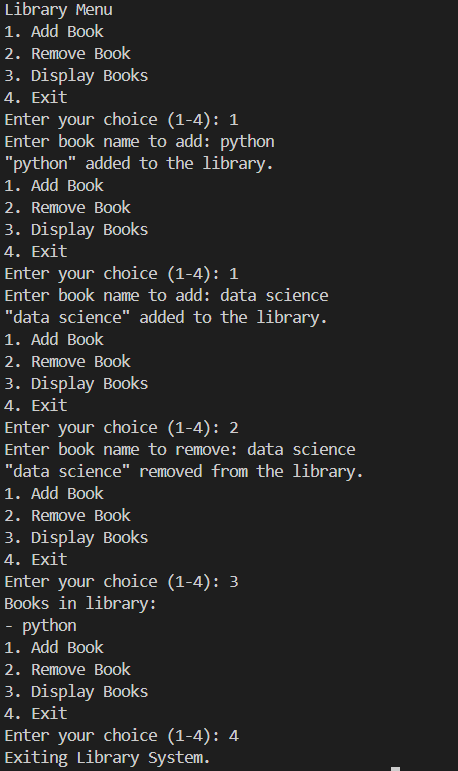 Library Menu
1. Add Book
2. Remove Book
3. Display Books
4. Exit
Enter your choice (1-4): 1
Enter book name to add: python
"python" added to the library.
1. Add Book
2. Remove Book
3. Display Books
4. Exit
Enter your choice (1-4): 1
Enter book name to add: data science
"data science" added to the library.
1. Add Book
2. Remove Book
3. Display Books
4. Exit
Enter your choice (1-4): 2
Enter book name to remove: data science
"data science" removed from the library.
1. Add Book
2. Remove Book
3. Display Books
4. Exit
Enter your choice (1-4): 3
Books in library:
- python
1. Add Book
2. Remove Book
3. Display Books
4. Exit
Enter your choice (1-4): 4
Exiting Library System.